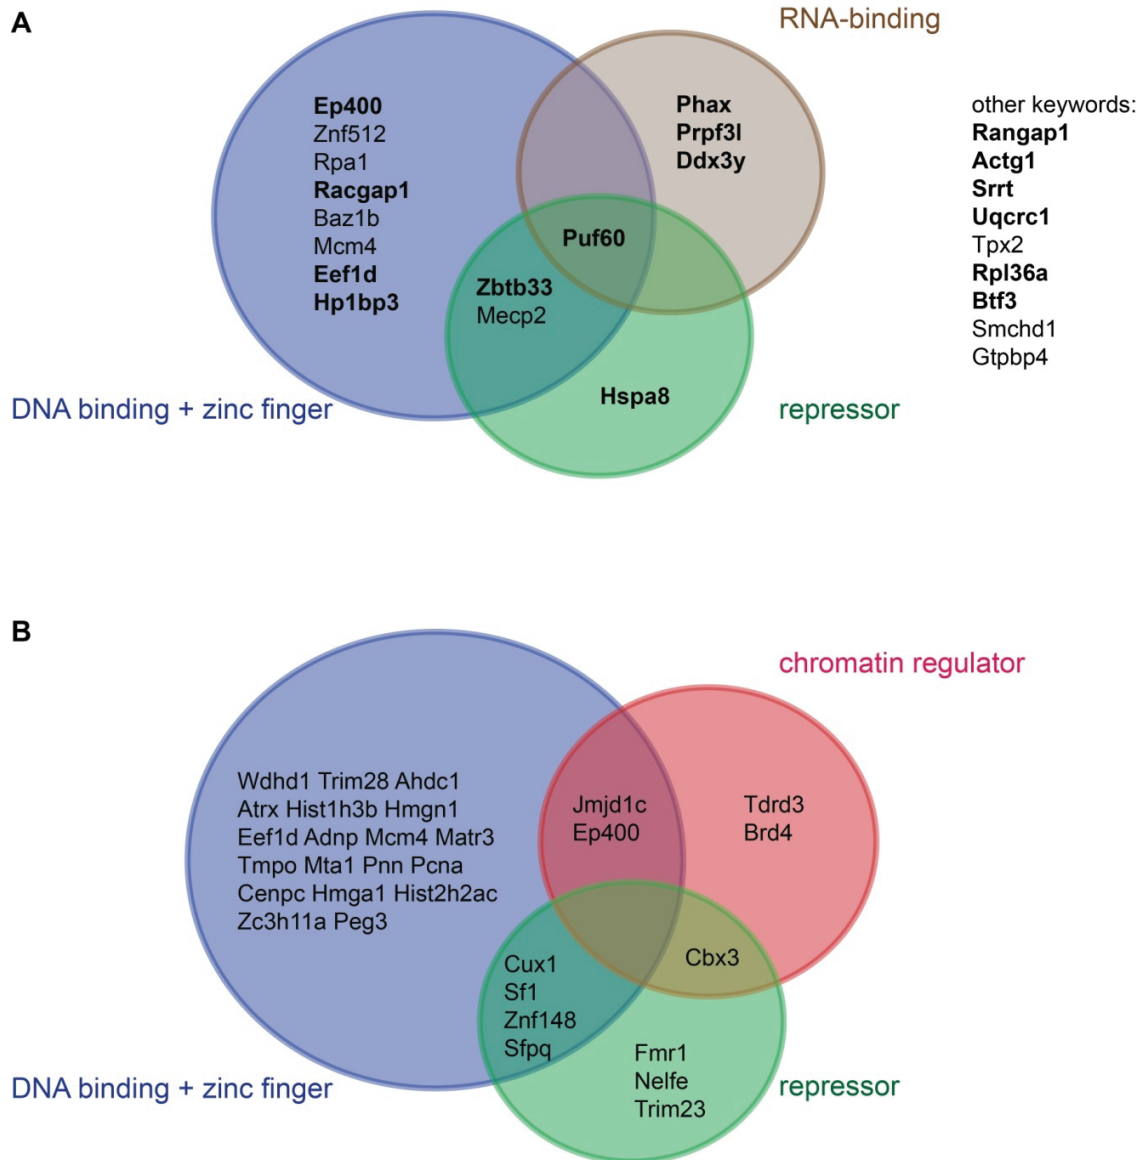 A
RNA-binding
Ep400
Znf512
Rpa1
Racgap1
Baz1b
Mcm4
Eef1d
Hp1bp3
Phax
Prpf3l
Ddx3y
Puf60
Zbtb33
Mecp2
Hspa8
DNA binding + zinc finger
repressor
other keywords:
Rangap1
Actg1
Srrt
Uqcrc1
Tpx2
Rpl36a
Btf3
Smchd1
Gtpbp4
B
chromatin regulator
Wdhd1 Trim28 Ahdc1
Atrx Hist1h3b Hmgn1
Eef1d Adnp Mcm4 Matr3
Tmpo Mta1 Pnn Pcna
Cenpc Hmga1 Hist2h2ac
Zc3h11a Peg3
Jmjd1c
Ep400
Tdrd3
Brd4
Cbx3
Cux1
Sf1
Znf148
Sfpq
Fmr1
Nelfe
Trim23
DNA binding + zinc finger
repressor